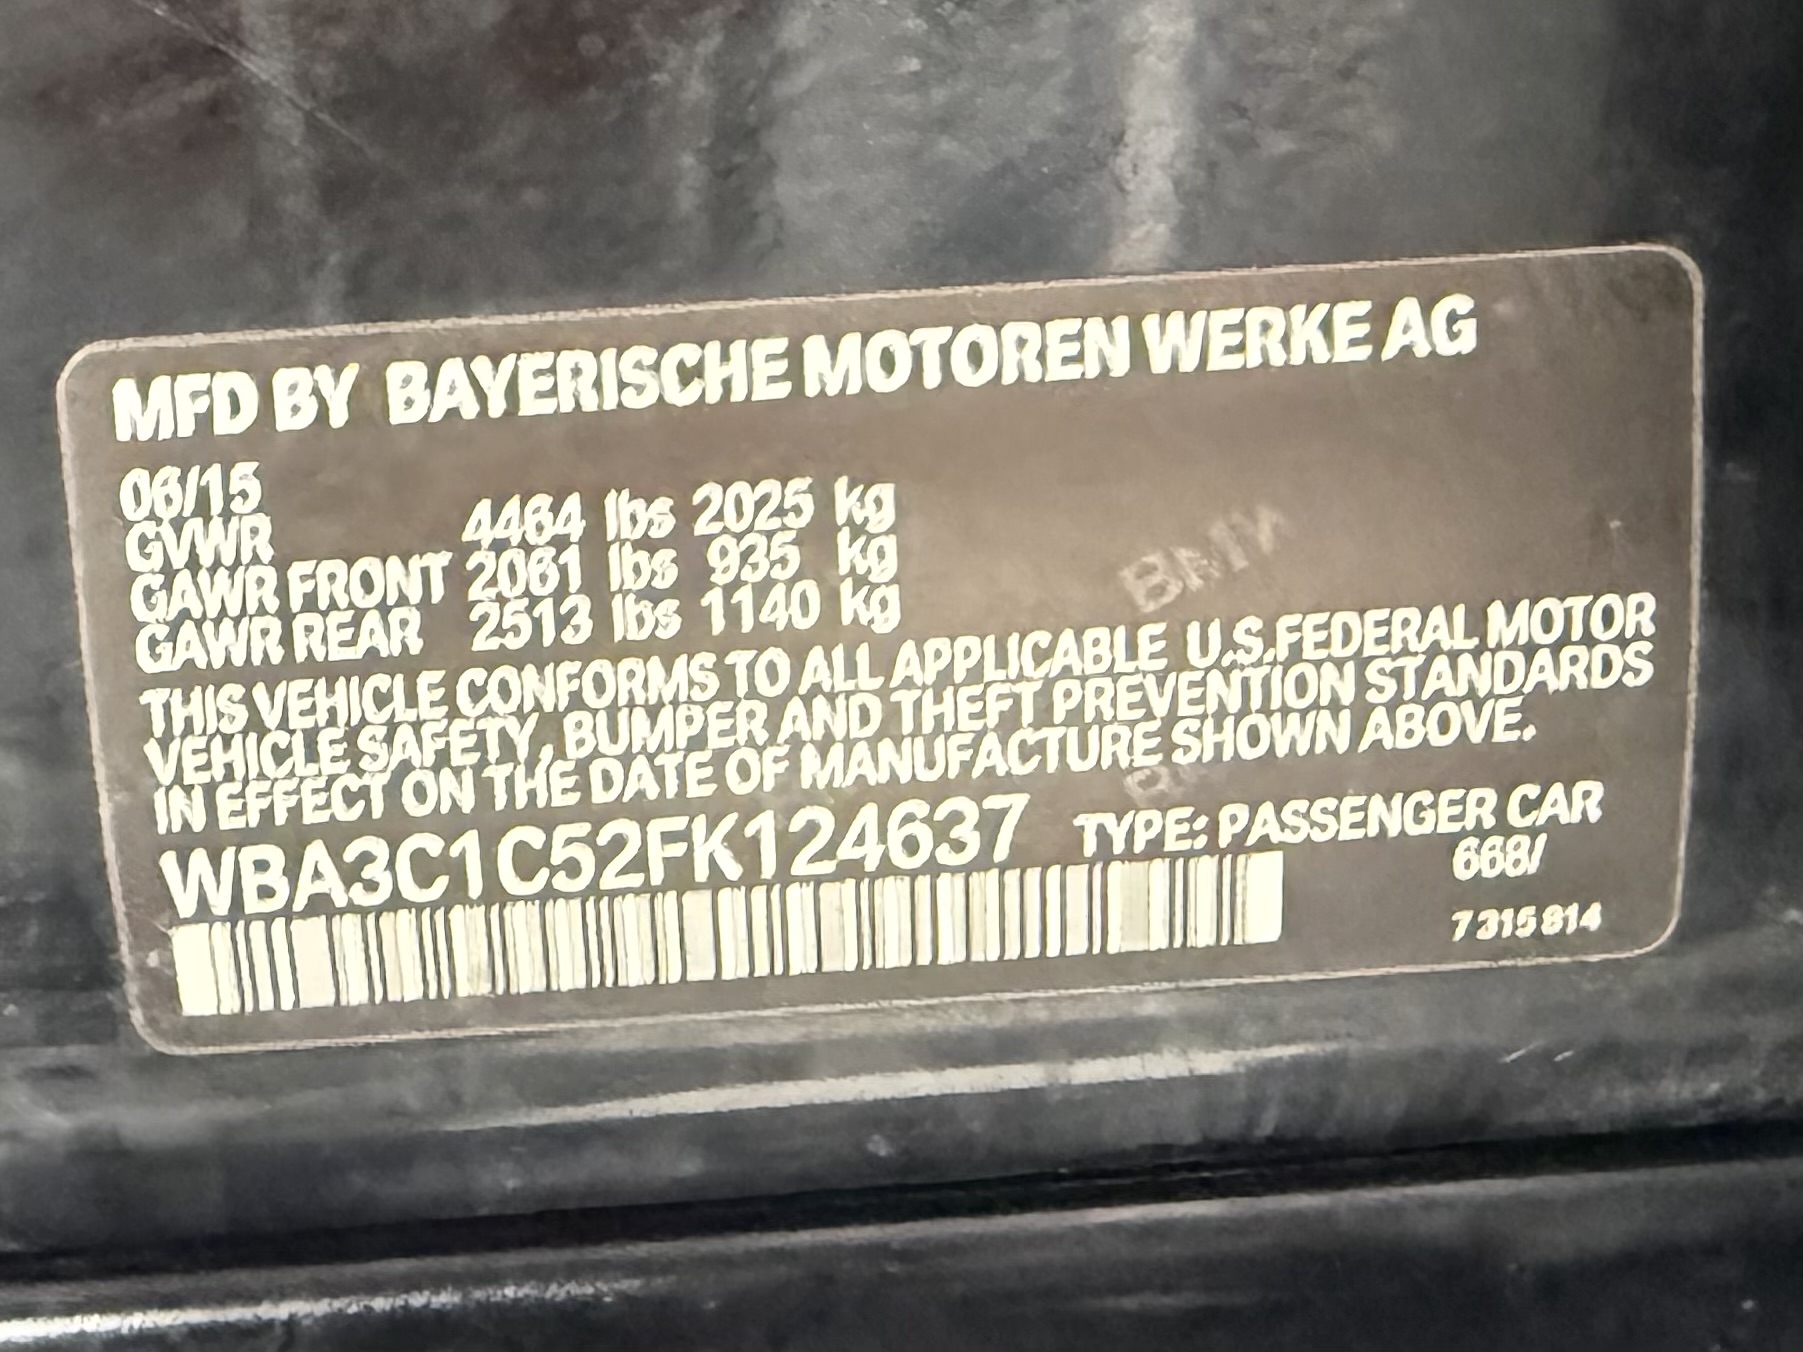 MFD BY BAYERISCHE MOTOREN WERKE AG
06/15
GVWR 4464 lbs 2025 kg
GAWR FRONT 2061 lbs 935 kg
GAWR REAR 2513 lbs 1140 kg
BMW
THIS VEHICLE CONFORMS TO ALL APPLICABLE U.S.FEDERAL MOTOR
VEHICLE SAFETY, BUMPER AND THEFT PREVENTION STANDARDS
IN EFFECT ON THE DATE OF MANUFACTURE SHOWN ABOVE.
WBA3C1C52FK124637 TYPE: PASSENGER CAR
668/
7315814